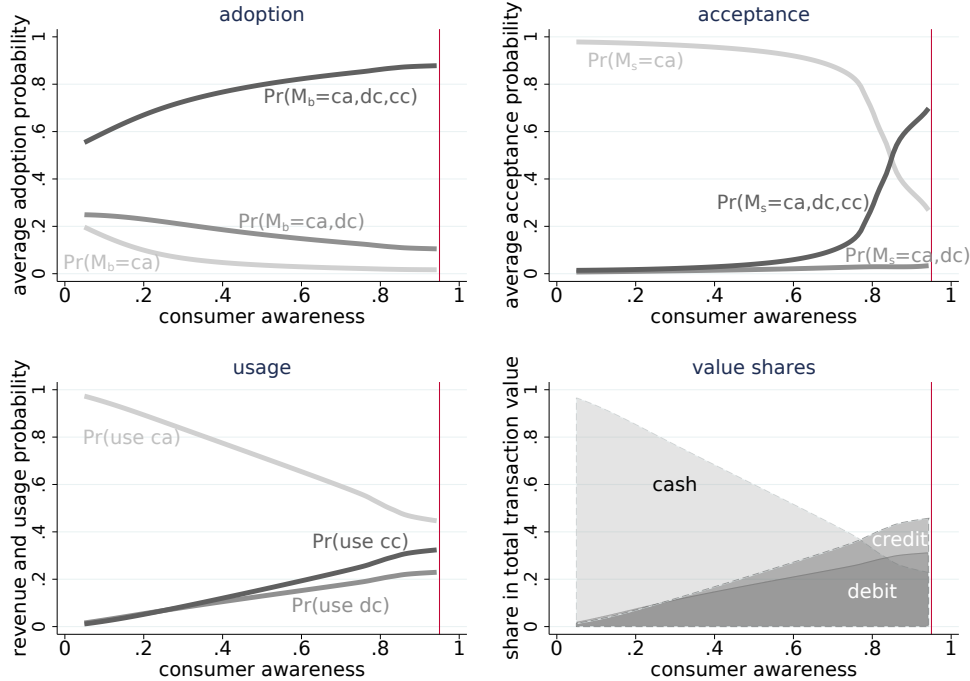 adoption
average adoption probability
0 .2 .4 .6 .8 1
Pr(M_b=ca,dc,cc)
Pr(M_b=ca,dc)
Pr(M_b=ca)
0 .2 .4 .6 .8 1
consumer awareness
acceptance
average acceptance probability
0 .2 .4 .6 .8 1
Pr(M_s=ca)
Pr(M_s=ca,dc,cc)
Pr(M_s=ca,dc)
0 .2 .4 .6 .8 1
consumer awareness
usage
revenue and usage probability
0 .2 .4 .6 .8 1
Pr(use ca)
Pr(use cc)
Pr(use dc)
0 .2 .4 .6 .8 1
consumer awareness
value shares
share in total transaction value
0 .2 .4 .6 .8 1
cash
credit
debit
0 .2 .4 .6 .8 1
consumer awareness